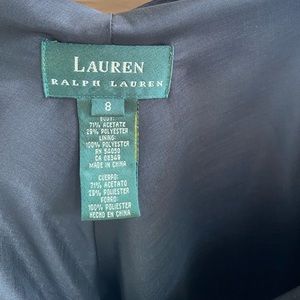 LAUREN
RALPH LAUREN
8
BODY:
71% ACETATE
29% POLYESTER
LINING:
100% POLYESTER
RN 54050
CA 08349
MADE IN CHINA
CUERPO:
71% ACETATO
29% POLIESTER
FORRO:
100% POLIESTER
HECHO EN CHINA